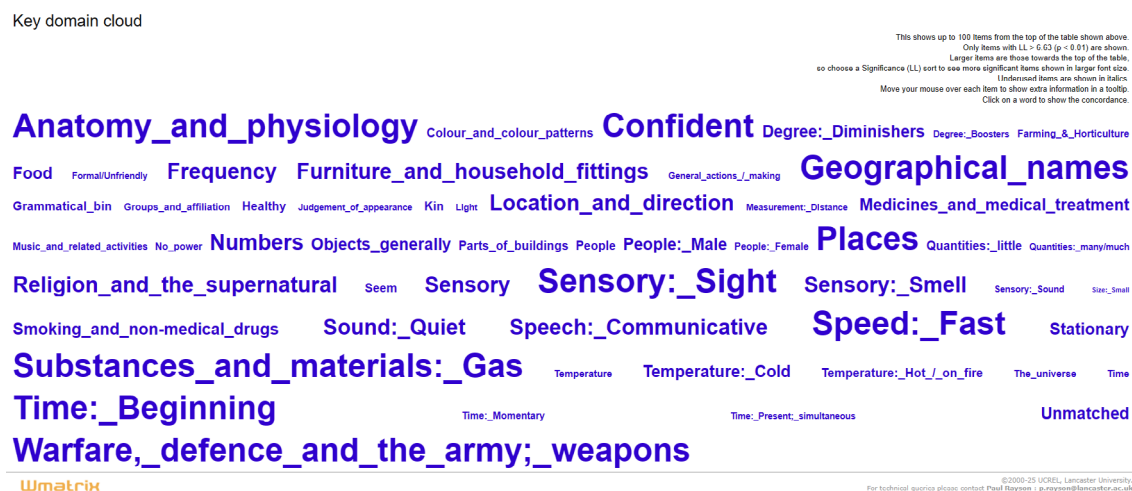 Key domain cloud
This shows up to 100 items from the top of the table shown above.
Only items with LL > 6.63 (p < 0.01) are shown.
Larger items are those towards the top of the table,
so choose a Significance (LL) sort to see more significant items shown in larger font size.
Underused items are shown in italics.
Move your mouse over each item to show extra information in a tooltip.
Click on a word to show the concordance.
Anatomy_and_physiology Colour_and_colour_patterns Confident Degree:_Diminishers Degree:_Boosters Farming_&_Horticulture
Food Formal/Unfriendly Frequency Furniture_and_household_fittings General_actions_/_making Geographical_names
Grammatical_bin Groups_and_affiliation Healthy Judgement_of_appearance Kin Light Location_and_direction Measurement:_Distance Medicines_and_medical_treatment
Music_and_related_activities No_power Numbers Objects_generally Parts_of_buildings People People:_Male People:_Female Places Quantities:_little Quantities:_many/much
Religion_and_the_supernatural Seem Sensory Sensory:_Sight Sensory:_Smell Sensory:_Sound Size:_Small
Smoking_and_non-medical_drugs Sound:_Quiet Speech:_Communicative Speed:_Fast Stationary
Substances_and_materials:_Gas Temperature Temperature:_Cold Temperature:_Hot_/_on_fire The_universe Time
Time:_Beginning Time:_Momentary Time:_Present;_simultaneous Unmatched
Warfare,_defence_and_the_army;_weapons
Wmatrix
©2000-25 UCREL, Lancaster University.
For technical queries please contact Paul Rayson : p.rayson@lancaster.ac.uk